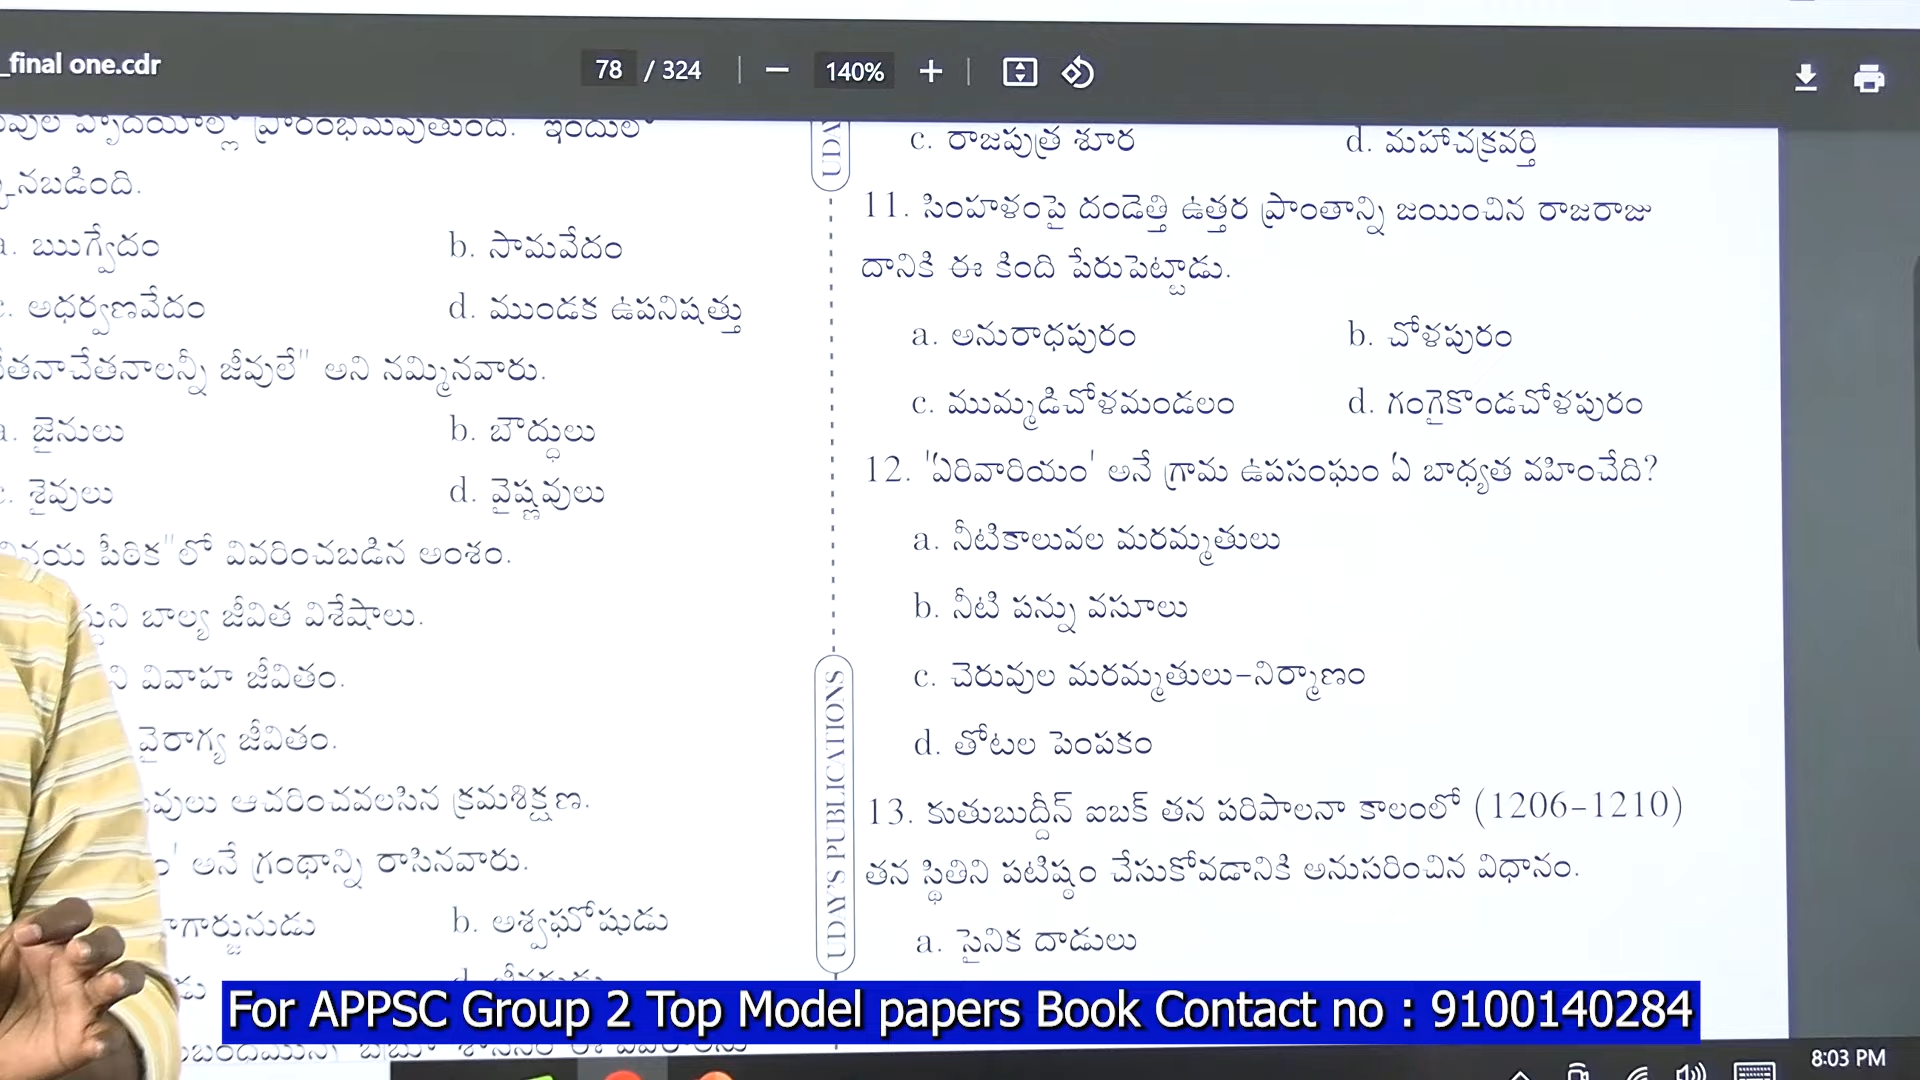 _final one.cdr
78 / 324 − 140% +
ప్రారంభమవుతుంది. ఇందులో
a. ఋగ్వేదం b. సామవేదం
c. అధర్వణవేదం d. ముండక ఉపనిషత్తు
జీవులే" అని నమ్మినవారు.
a. జైనులు b. బౌద్ధులు
c. శైవులు d. వైష్ణవులు
పీఠిక"లో వివరించబడిన అంశం.
బాల్య జీవిత విశేషాలు.
వివాహ జీవితం.
వైరాగ్య జీవితం.
ఆచరించవలసిన క్రమశిక్షణ.
అనే గ్రంథాన్ని రాసినవారు.
b. అశ్వఘోషుడు
UDAY'S PUBLICATIONS
c. రాజపుత్ర శూర d. మహాచక్రవర్తి
11. సింహళంపై దండెత్తి ఉత్తర ప్రాంతాన్ని జయించిన రాజరాజు
దానికి ఈ కింది పేరుపెట్టాడు.
a. అనురాధపురం b. చోళపురం
c. ముమ్మడిచోళమండలం d. గంగైకొండచోళపురం
12. 'ఏరివారియం' అనే గ్రామ ఉపసంఘం ఏ బాధ్యత వహించేది?
a. నీటికాలువల మరమ్మతులు
b. నీటి పన్ను వసూలు
c. చెరువుల మరమ్మతులు-నిర్మాణం
d. తోటల పెంపకం
13. కుతుబుద్దీన్ ఐబక్ తన పరిపాలనా కాలంలో (1206-1210)
తన స్థితిని పటిష్ఠం చేసుకోవడానికి అనుసరించిన విధానం.
a. సైనిక దాడులు
For APPSC Group 2 Top Model papers Book Contact no : 9100140284
8:03 PM